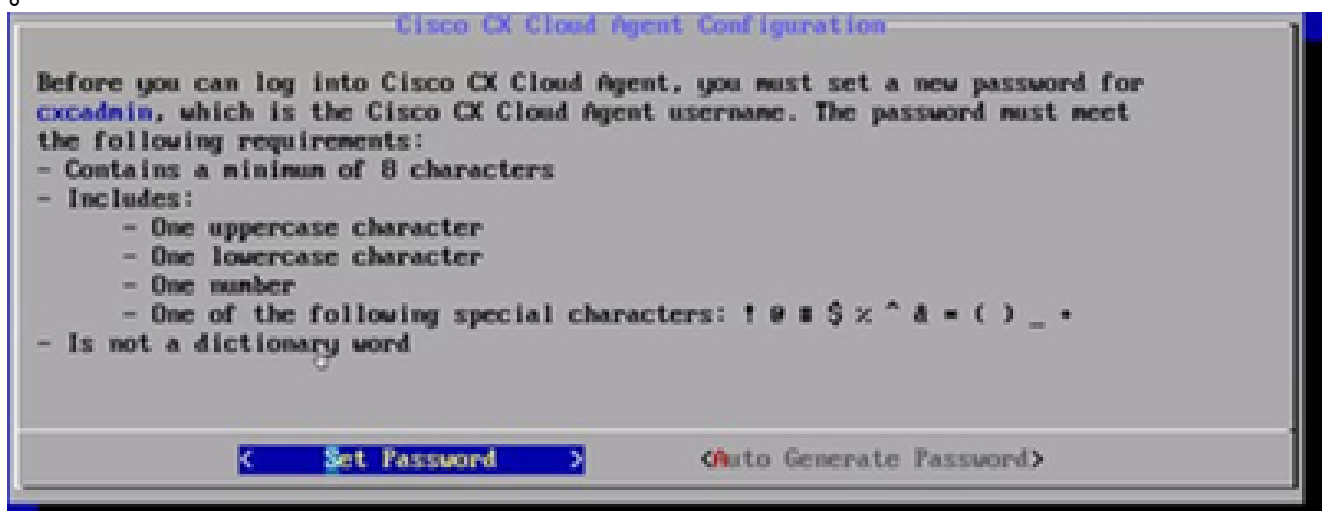 Cisco CX Cloud Agent Configuration
Before you can log into Cisco CX Cloud Agent, you must set a new password for
cxcadmin, which is the Cisco CX Cloud Agent username. The password must meet
the following requirements:
- Contains a minimum of 8 characters
- Includes:
- One uppercase character
- One lowercase character
- One number
- One of the following special characters: ! @ # $ % ^ & * ( ) _ +
- Is not a dictionary word
< Set Password > <Auto Generate Password>